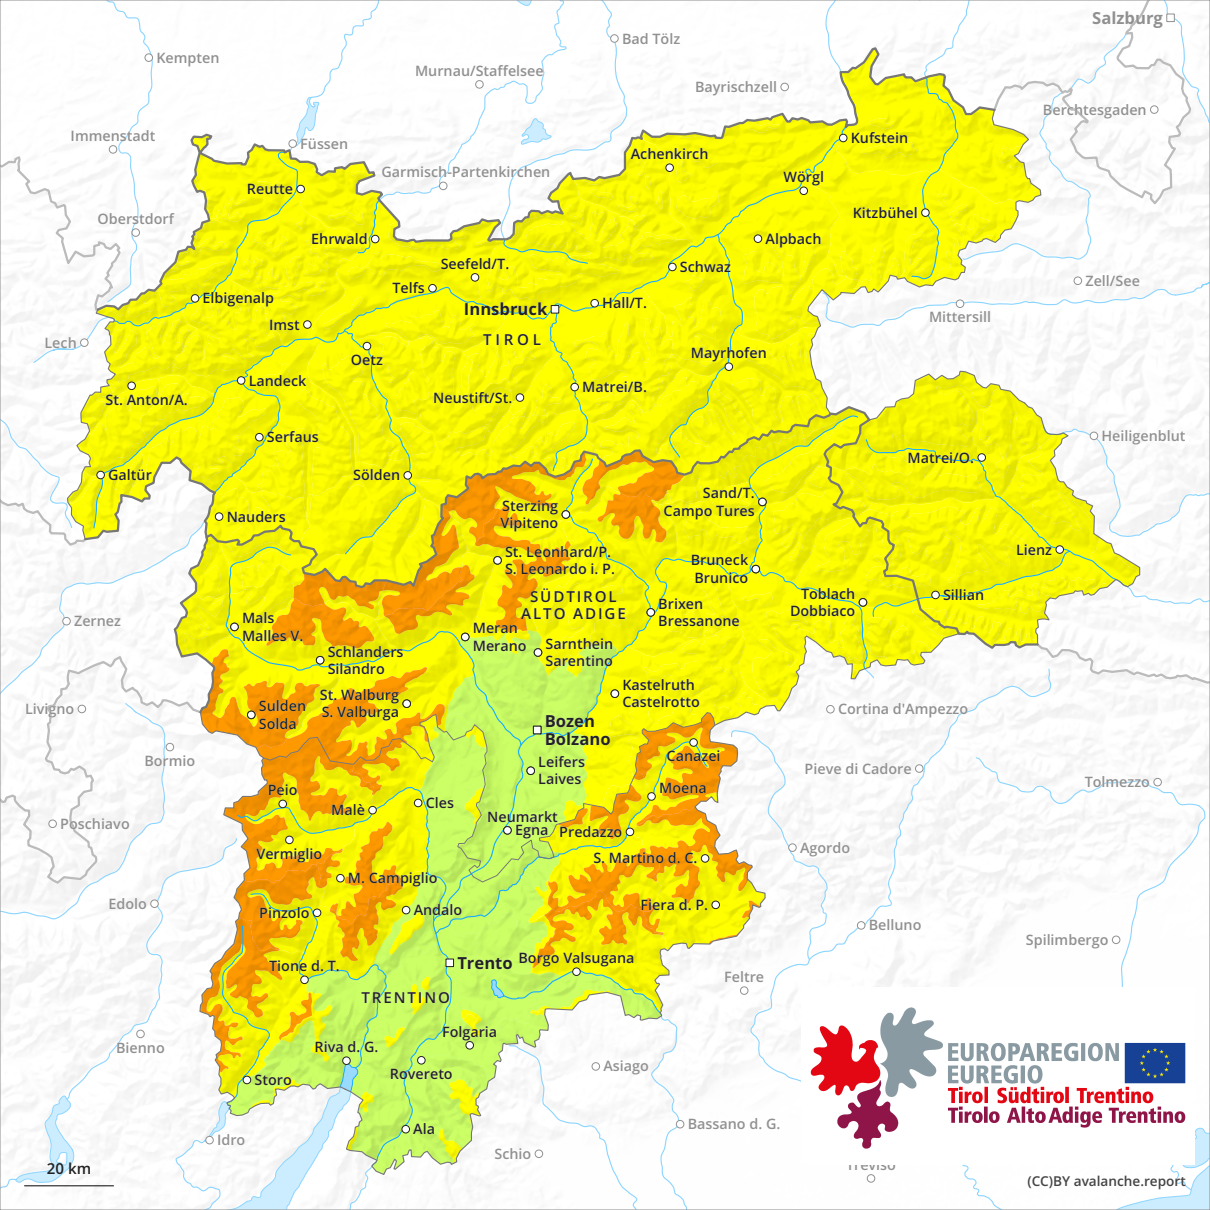 Salzburg
Bad Tölz
Kempten
Murnau/Staffelsee
Bayrischzell
Berchtesgaden
Immenstadt
Füssen
Kufstein
Achenkirch
Garmisch-Partenkirchen
Wörgl
Reutte
Oberstdorf
Kitzbühel
Ehrwald
Alpbach
Seefeld/T.
Schwaz
Zell/See
Telfs
Elbigenalp
Hall/T.
Innsbruck
Mittersill
Imst
TIROL
Lech
Oetz
Mayrhofen
Landeck
Matrei/B.
St. Anton/A.
Neustift/St.
Serfaus
Heiligenblut
Matrei/O.
Galtür
Sölden
Sand/T.
Campo Tures
Sterzing
Vipiteno
Nauders
St. Leonhard/P.
S. Leonardo i. P.
Lienz
Bruneck
Brunico
SÜDTIROL
ALTO ADIGE
Toblach
Dobbiaco
Sillian
Brixen
Bressanone
Zernez
Mals
Malles V.
Meran
Merano
Sarnthein
Sarentino
Schlanders
Silandro
Kastelruth
Castelrotto
St. Walburg
S. Valburga
Livigno
Sulden
Solda
Cortina d'Ampezzo
Bozen
Bolzano
Bormio
Canazei
Leifers
Laives
Pieve di Cadore
Tolmezzo
Peio
Moena
Malè
Cles
Neumarkt
Egna
Poschiavo
Predazzo
Vermiglio
S. Martino d. C.
Agordo
M. Campiglio
Edolo
Pinzolo
Andalo
Fiera d. P.
Belluno
Spilimbergo
Borgo Valsugana
Tione d. T.
Trento
Feltre
TRENTINO
Folgaria
Bienno
Riva d. G.
Rovereto
Asiago
Storo
EUROPAREGION
EUREGIO
Tirol Südtirol Trentino
Tirolo Alto Adige Trentino
Ala
Bassano d. G.
Idro
Schio
Treviso
20 km
(CC)BY avalanche.report